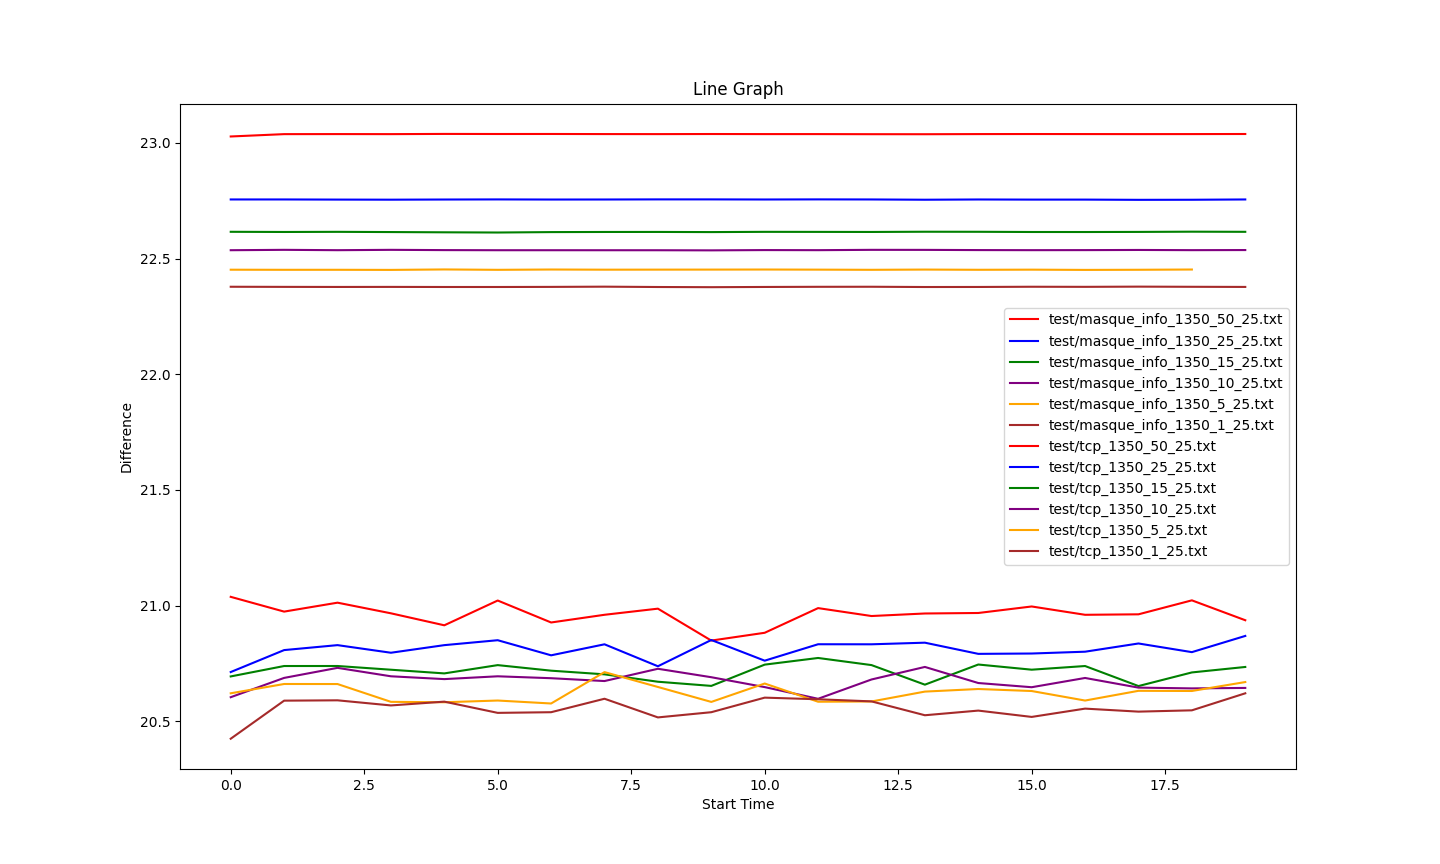 Line Graph
23.0
22.5
22.0
21.5
21.0
20.5
Difference
test/masque_info_1350_50_25.txt
test/masque_info_1350_25_25.txt
test/masque_info_1350_15_25.txt
test/masque_info_1350_10_25.txt
test/masque_info_1350_5_25.txt
test/masque_info_1350_1_25.txt
test/tcp_1350_50_25.txt
test/tcp_1350_25_25.txt
test/tcp_1350_15_25.txt
test/tcp_1350_10_25.txt
test/tcp_1350_5_25.txt
test/tcp_1350_1_25.txt
0.0 2.5 5.0 7.5 10.0 12.5 15.0 17.5
Start Time